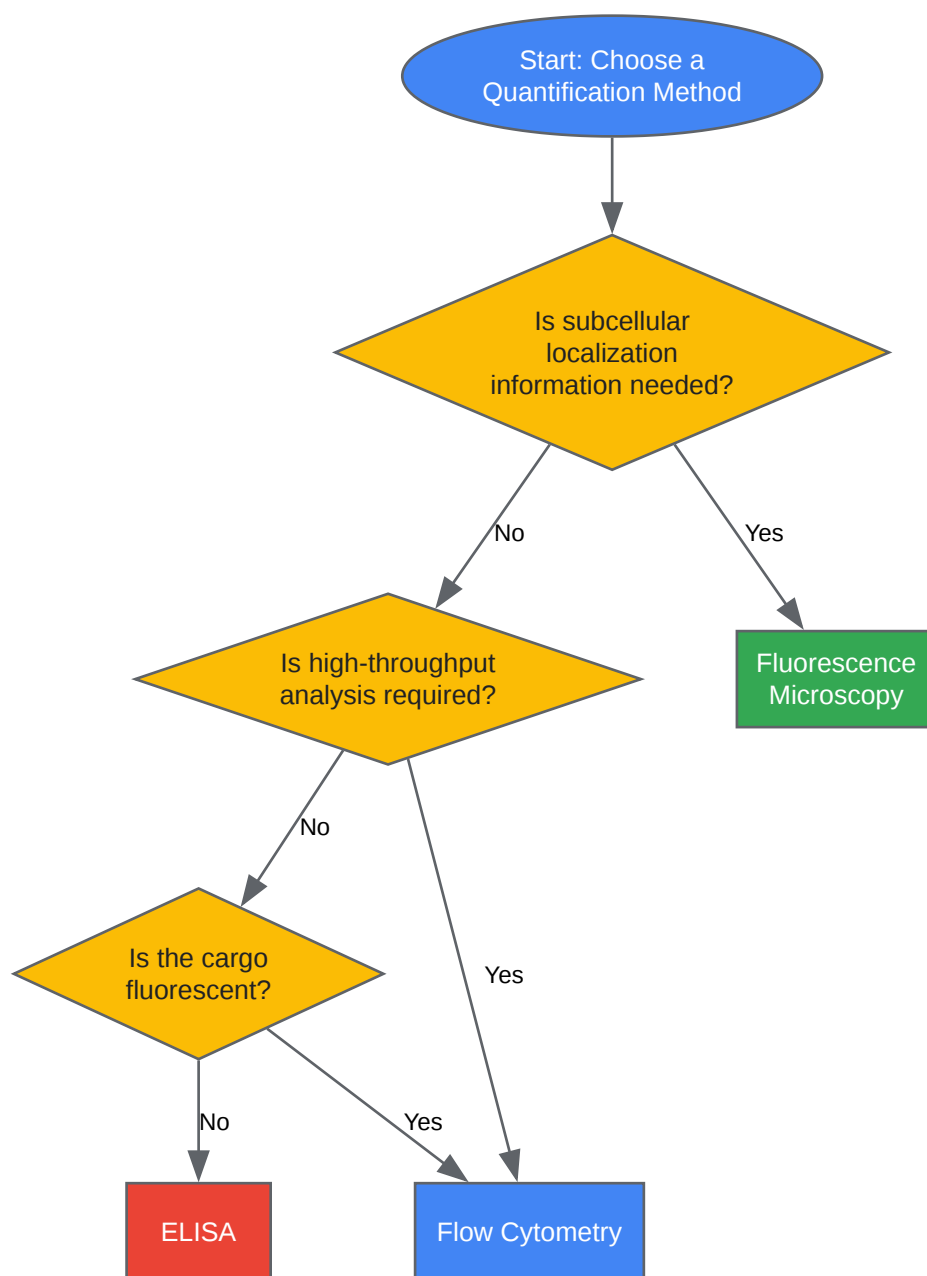 Start: Choose a
Quantification Method
Is subcellular
localization
information needed?
No
Yes
Is high-throughput
analysis required?
Fluorescence
Microscopy
No
Is the cargo
fluorescent?
Yes
No
Yes
ELISA
Flow Cytometry